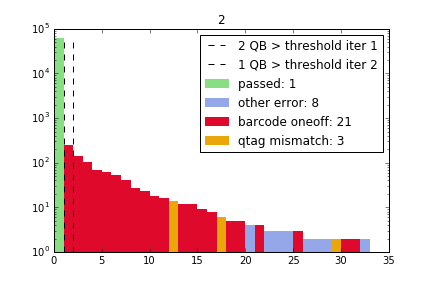 2
10^5
10^4
10^3
10^2
10^1
10^0
2 QB > threshold iter 1
1 QB > threshold iter 2
passed: 1
other error: 8
barcode oneoff: 21
qtag mismatch: 3
0 5 10 15 20 25 30 35